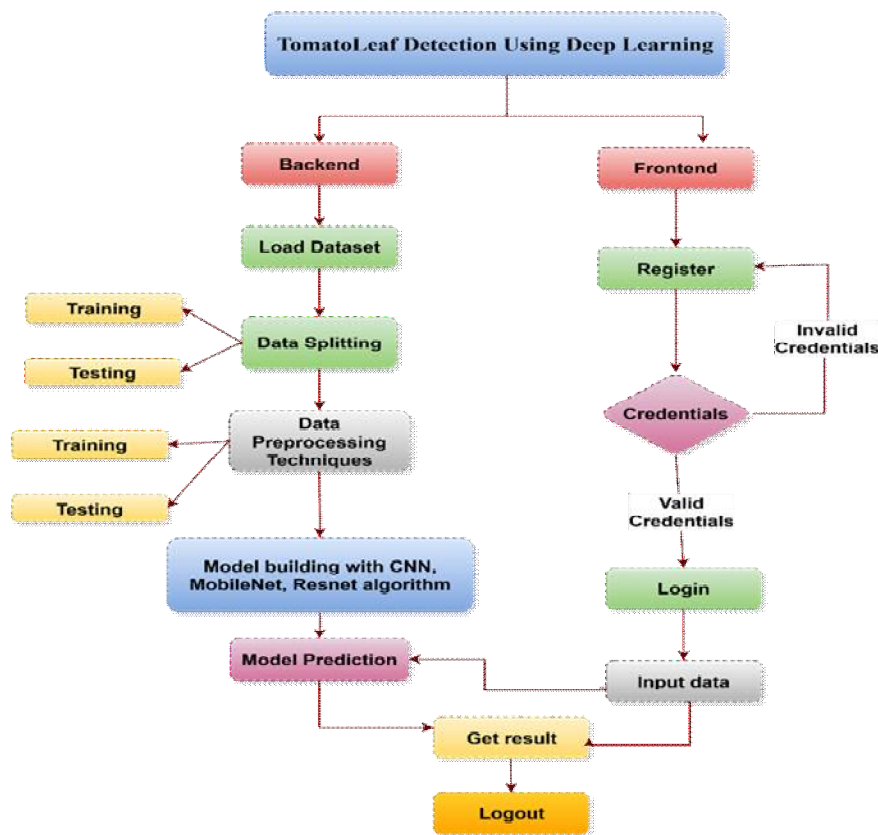 TomatoLeaf Detection Using Deep Learning
Backend
Frontend
Load Dataset
Register
Training
Invalid
Credentials
Data Splitting
Testing
Credentials
Data
Preprocessing
Techniques
Training
Testing
Valid
Credentials
Model building with CNN,
MobileNet, Resnet algorithm
Login
Model Prediction
Input data
Get result
Logout